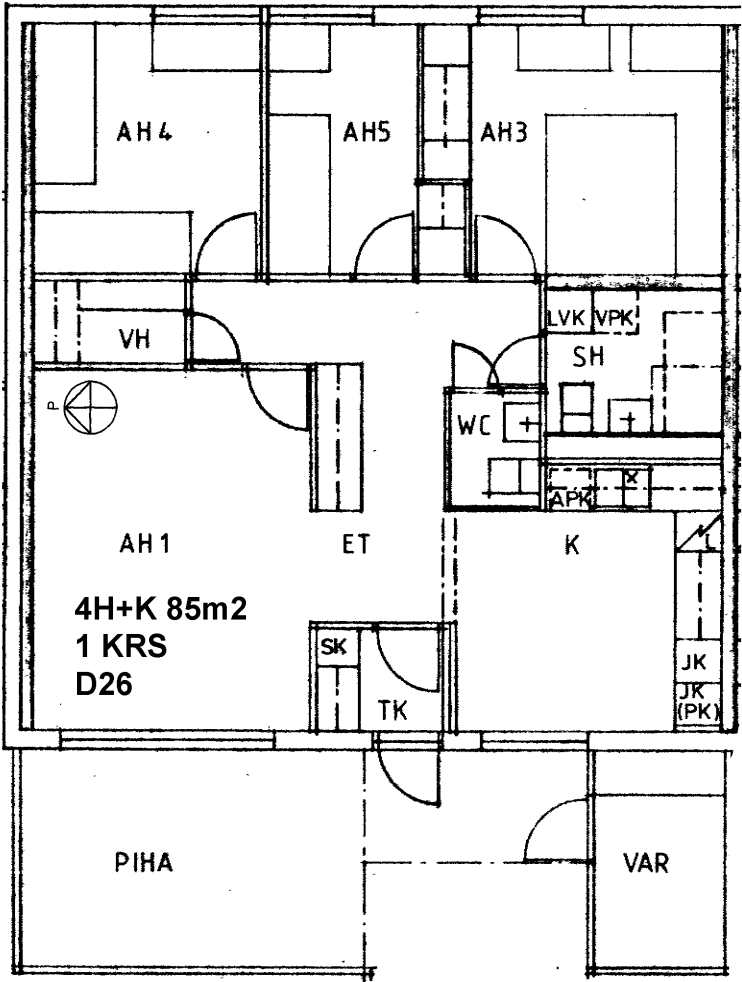 AH4
AH5
AH3
VH
LVK
VPK
SH
P
WC
APK
AH1
ET
K
L
4H+K 85m2
1 KRS
D26
SK
TK
JK
JK
(PK)
PIHA
VAR